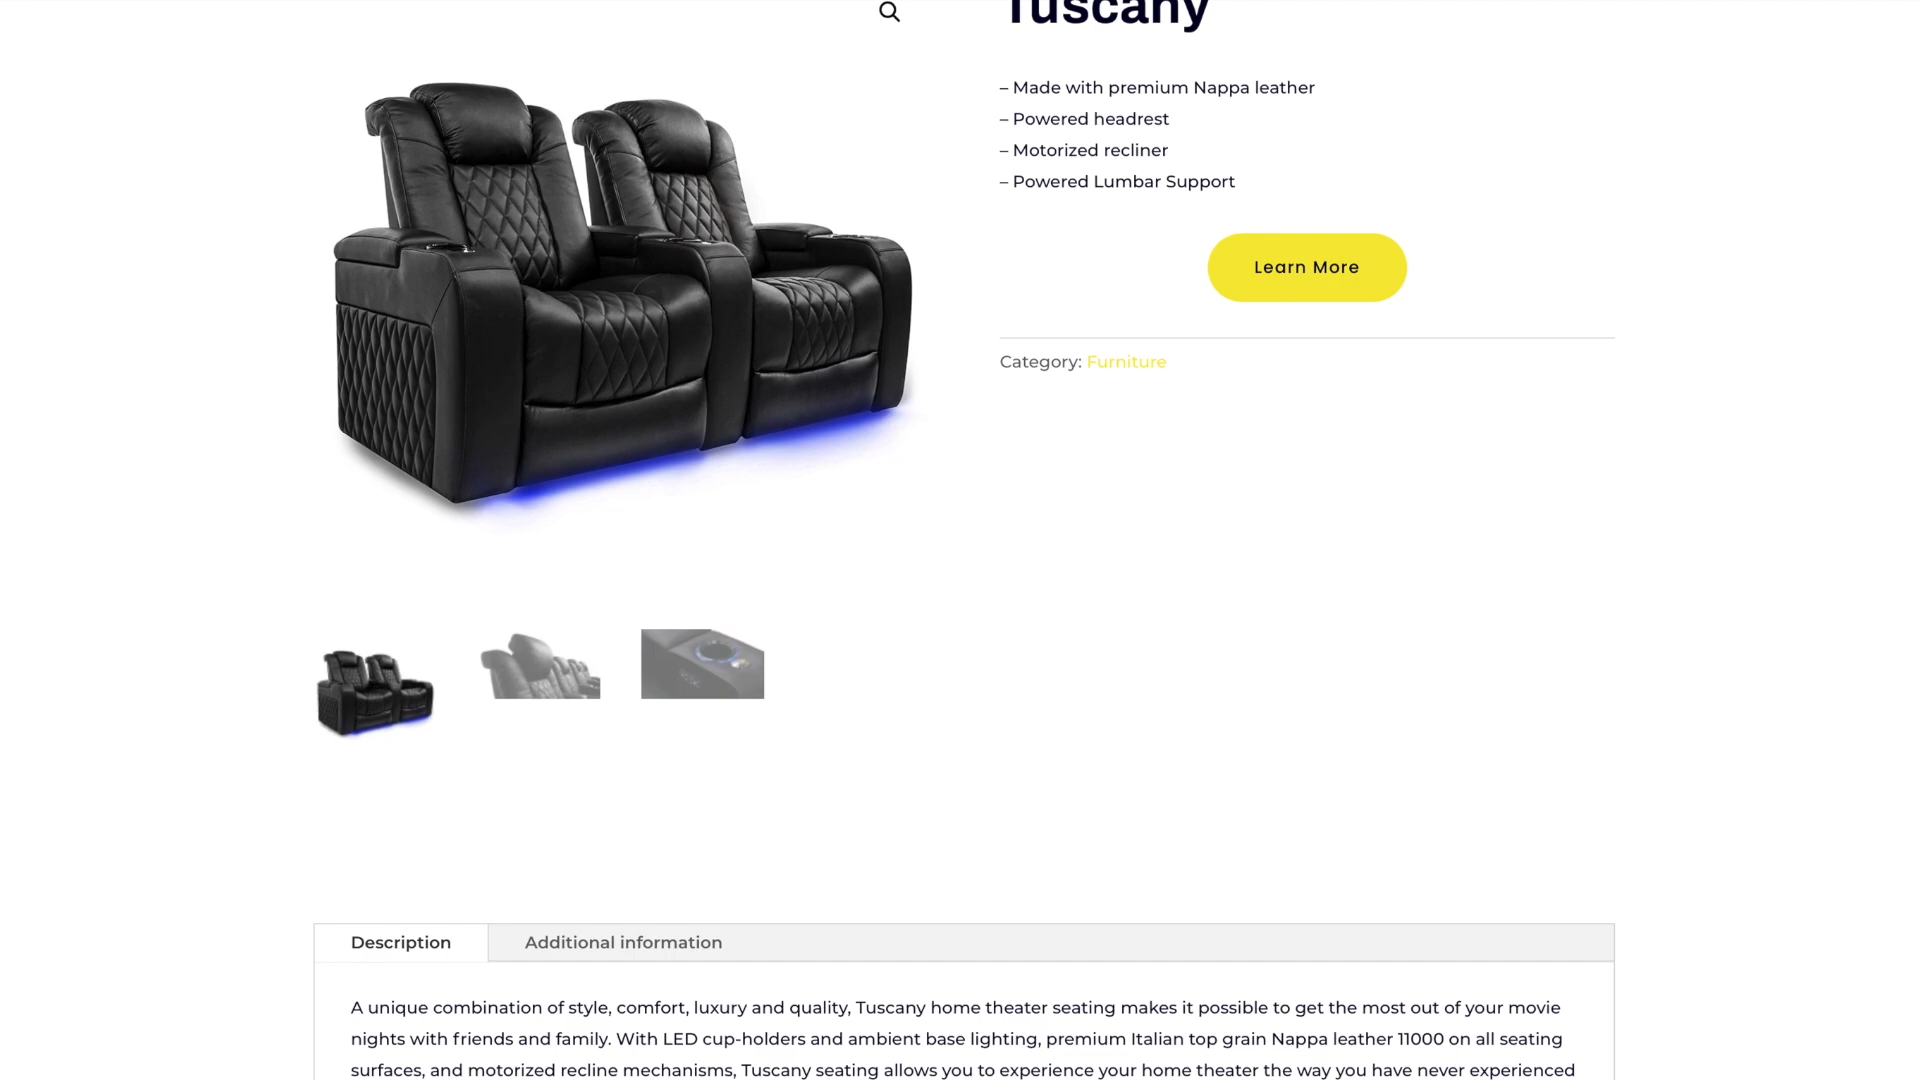 Tuscany
– Made with premium Nappa leather
– Powered headrest
– Motorized recliner
– Powered Lumbar Support
Learn More
Category: Furniture
Description
Additional information
A unique combination of style, comfort, luxury and quality, Tuscany home theater seating makes it possible to get the most out of your movie
nights with friends and family. With LED cup-holders and ambient base lighting, premium Italian top grain Nappa leather 11000 on all seating
surfaces, and motorized recline mechanisms, Tuscany seating allows you to experience your home theater the way you have never experienced